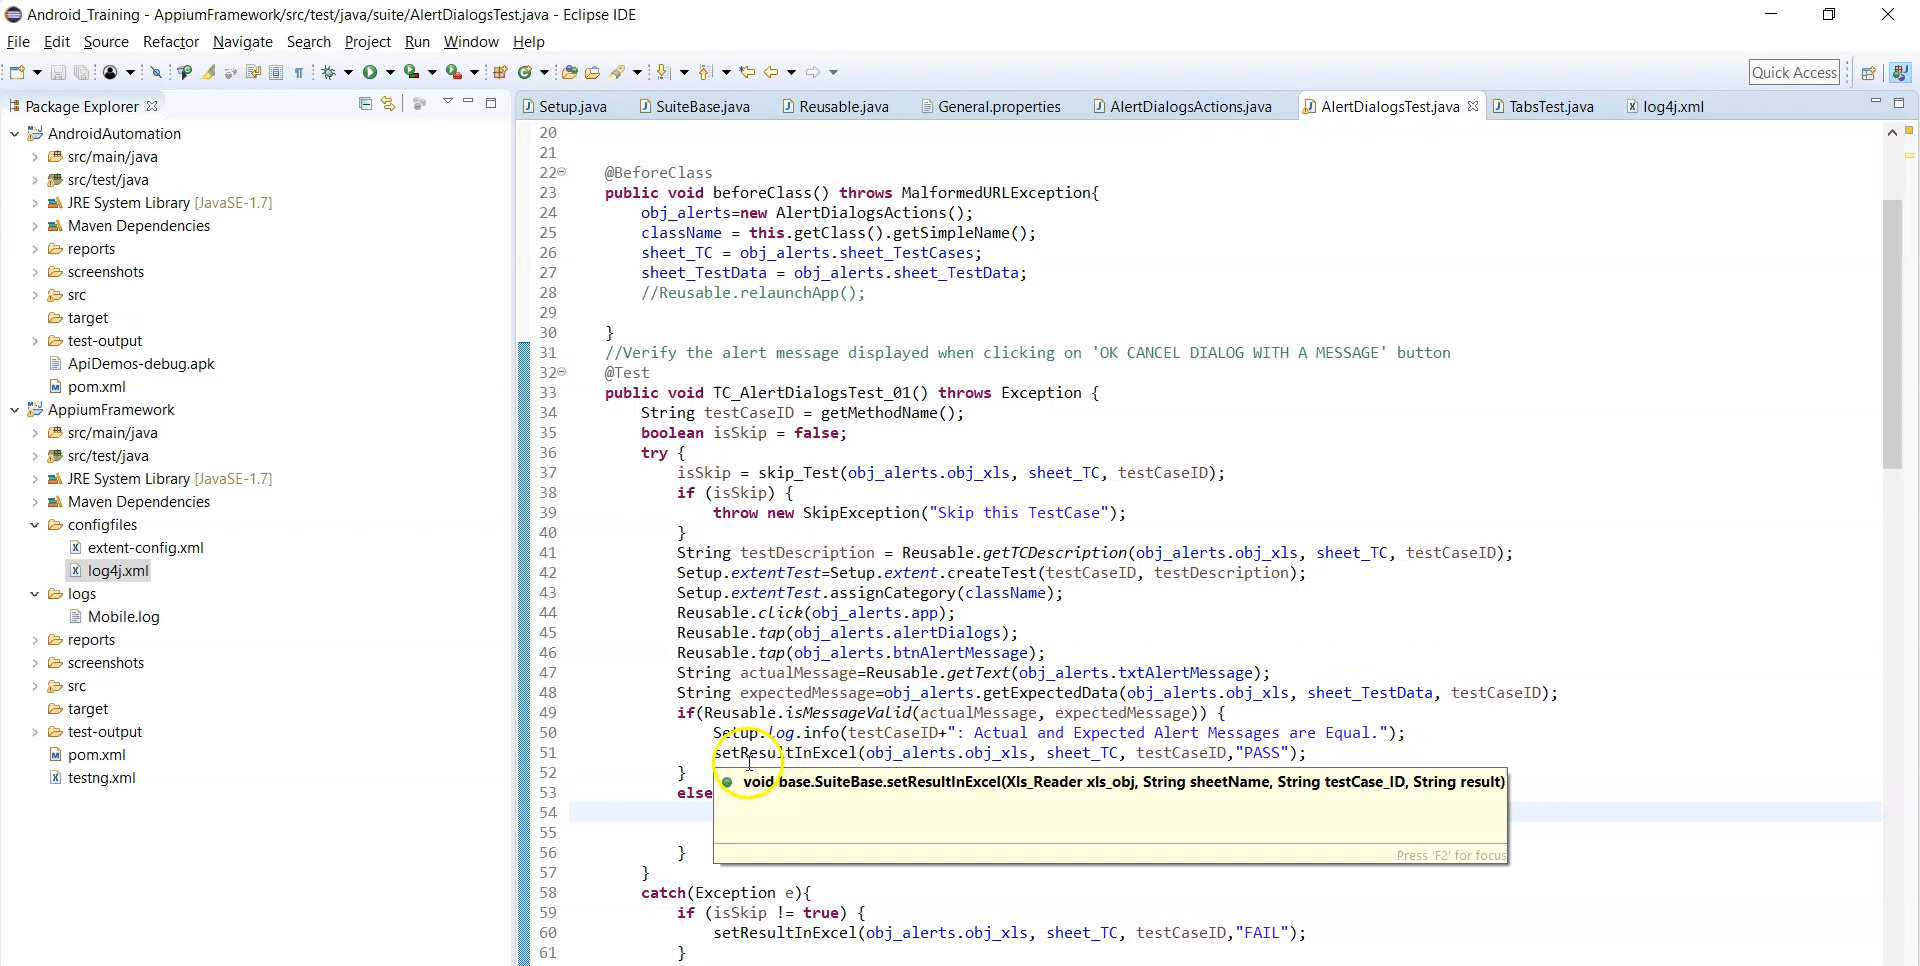 Android_Training - AppiumFramework/src/test/java/suite/AlertDialogsTest.java - Eclipse IDE
File Edit Source Refactor Navigate Search Project Run Window Help
Quick Access
Package Explorer
AndroidAutomation
src/main/java
src/test/java
JRE System Library [JavaSE-1.7]
Maven Dependencies
reports
screenshots
src
target
test-output
ApiDemos-debug.apk
pom.xml
AppiumFramework
src/main/java
src/test/java
JRE System Library [JavaSE-1.7]
Maven Dependencies
configfiles
extent-config.xml
log4j.xml
logs
Mobile.log
reports
screenshots
src
target
test-output
pom.xml
testng.xml
Setup.java SuiteBase.java Reusable.java General.properties AlertDialogsActions.java AlertDialogsTest.java TabsTest.java log4j.xml
20
21
22 @BeforeClass
23 public void beforeClass() throws MalformedURLException{
24 obj_alerts=new AlertDialogsActions();
25 className = this.getClass().getSimpleName();
26 sheet_TC = obj_alerts.sheet_TestCases;
27 sheet_TestData = obj_alerts.sheet_TestData;
28 //Reusable.relaunchApp();
29
30 }
31 //Verify the alert message displayed when clicking on 'OK CANCEL DIALOG WITH A MESSAGE' button
32 @Test
33 public void TC_AlertDialogsTest_01() throws Exception {
34 String testCaseID = getMethodName();
35 boolean isSkip = false;
36 try {
37 isSkip = skip_Test(obj_alerts.obj_xls, sheet_TC, testCaseID);
38 if (isSkip) {
39 throw new SkipException("Skip this TestCase");
40 }
41 String testDescription = Reusable.getTCDescription(obj_alerts.obj_xls, sheet_TC, testCaseID);
42 Setup.extentTest=Setup.extent.createTest(testCaseID, testDescription);
43 Setup.extentTest.assignCategory(className);
44 Reusable.click(obj_alerts.app);
45 Reusable.tap(obj_alerts.alertDialogs);
46 Reusable.tap(obj_alerts.btnAlertMessage);
47 String actualMessage=Reusable.getText(obj_alerts.txtAlertMessage);
48 String expectedMessage=obj_alerts.getExpectedData(obj_alerts.obj_xls, sheet_TestData, testCaseID);
49 if(Reusable.isMessageValid(actualMessage, expectedMessage)) {
50 Setup.log.info(testCaseID+": Actual and Expected Alert Messages are Equal.");
51 setResultInExcel(obj_alerts.obj_xls, sheet_TC, testCaseID,"PASS");
52 }
void base.SuiteBase.setResultInExcel(Xls_Reader xls_obj, String sheetName, String testCase_ID, String result)
53 else
54
55
Press 'F2' for focus
56 }
57 }
58 catch(Exception e){
59 if (isSkip != true) {
60 setResultInExcel(obj_alerts.obj_xls, sheet_TC, testCaseID,"FAIL");
61 }